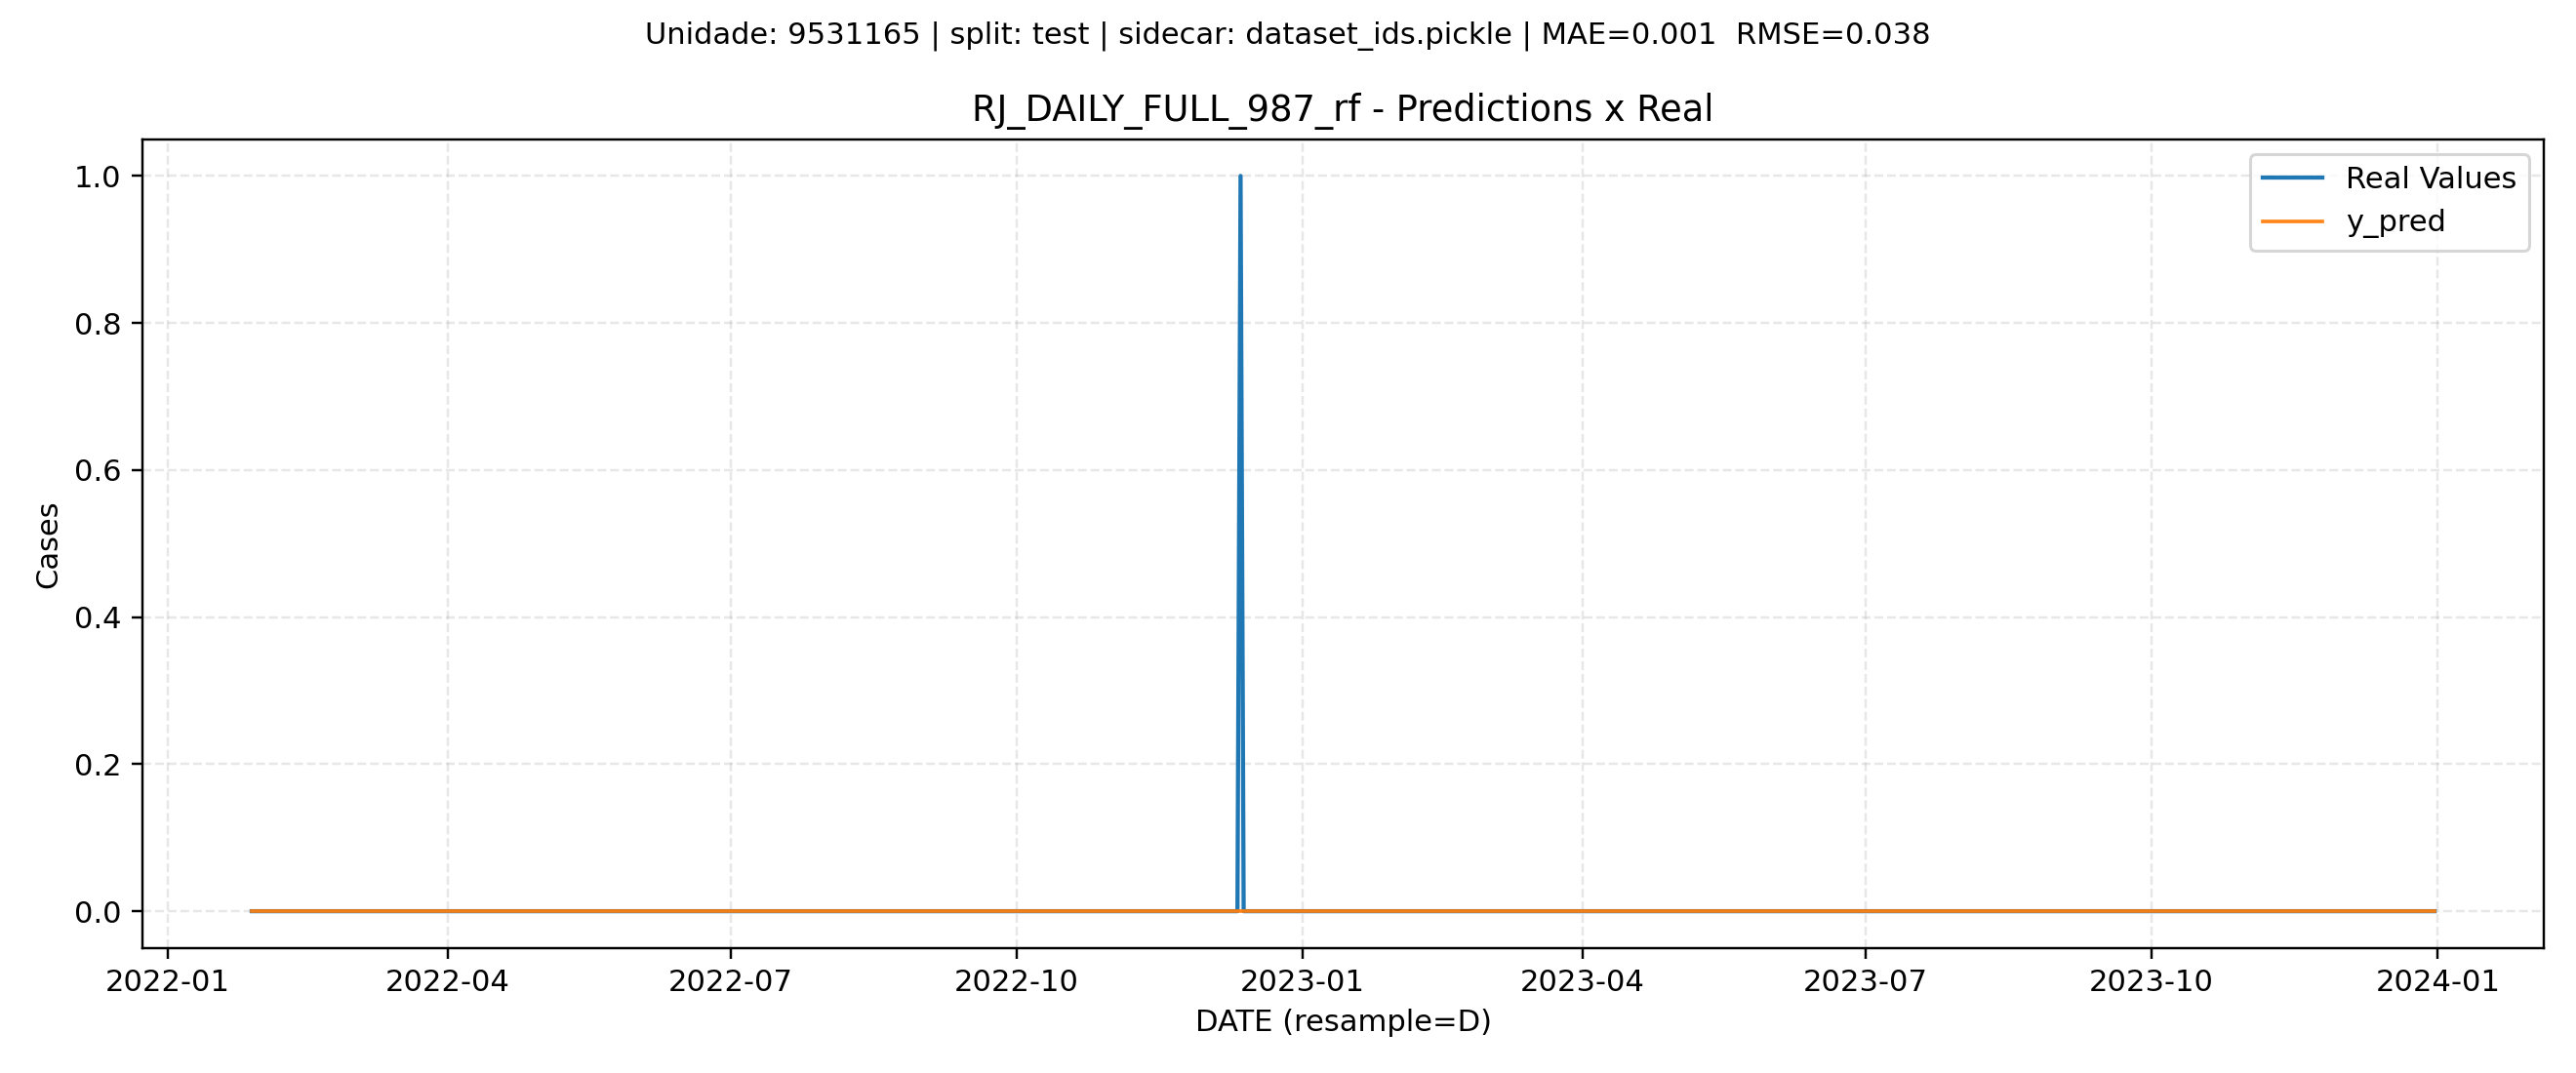 Unidade: 9531165 | split: test | sidecar: dataset_ids.pickle | MAE=0.001  RMSE=0.038
RJ_DAILY_FULL_987_rf - Predictions x Real
Real Values
y_pred
Cases
1.0
0.8
0.6
0.4
0.2
0.0
2022-01 2022-04 2022-07 2022-10 2023-01 2023-04 2023-07 2023-10 2024-01
DATE (resample=D)